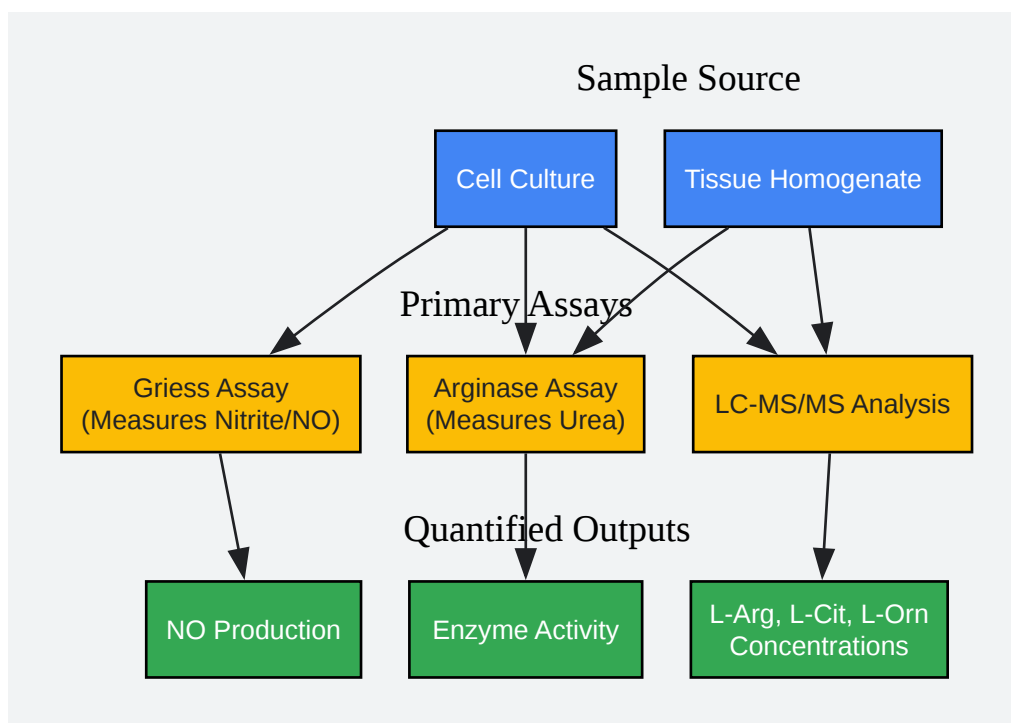 Sample Source
Cell Culture
Tissue Homogenate
Primary Assays
Griess Assay
(Measures Nitrite/NO)
Arginase Assay
(Measures Urea)
LC-MS/MS Analysis
Quantified Outputs
NO Production
Enzyme Activity
L-Arg, L-Cit, L-Orn
Concentrations